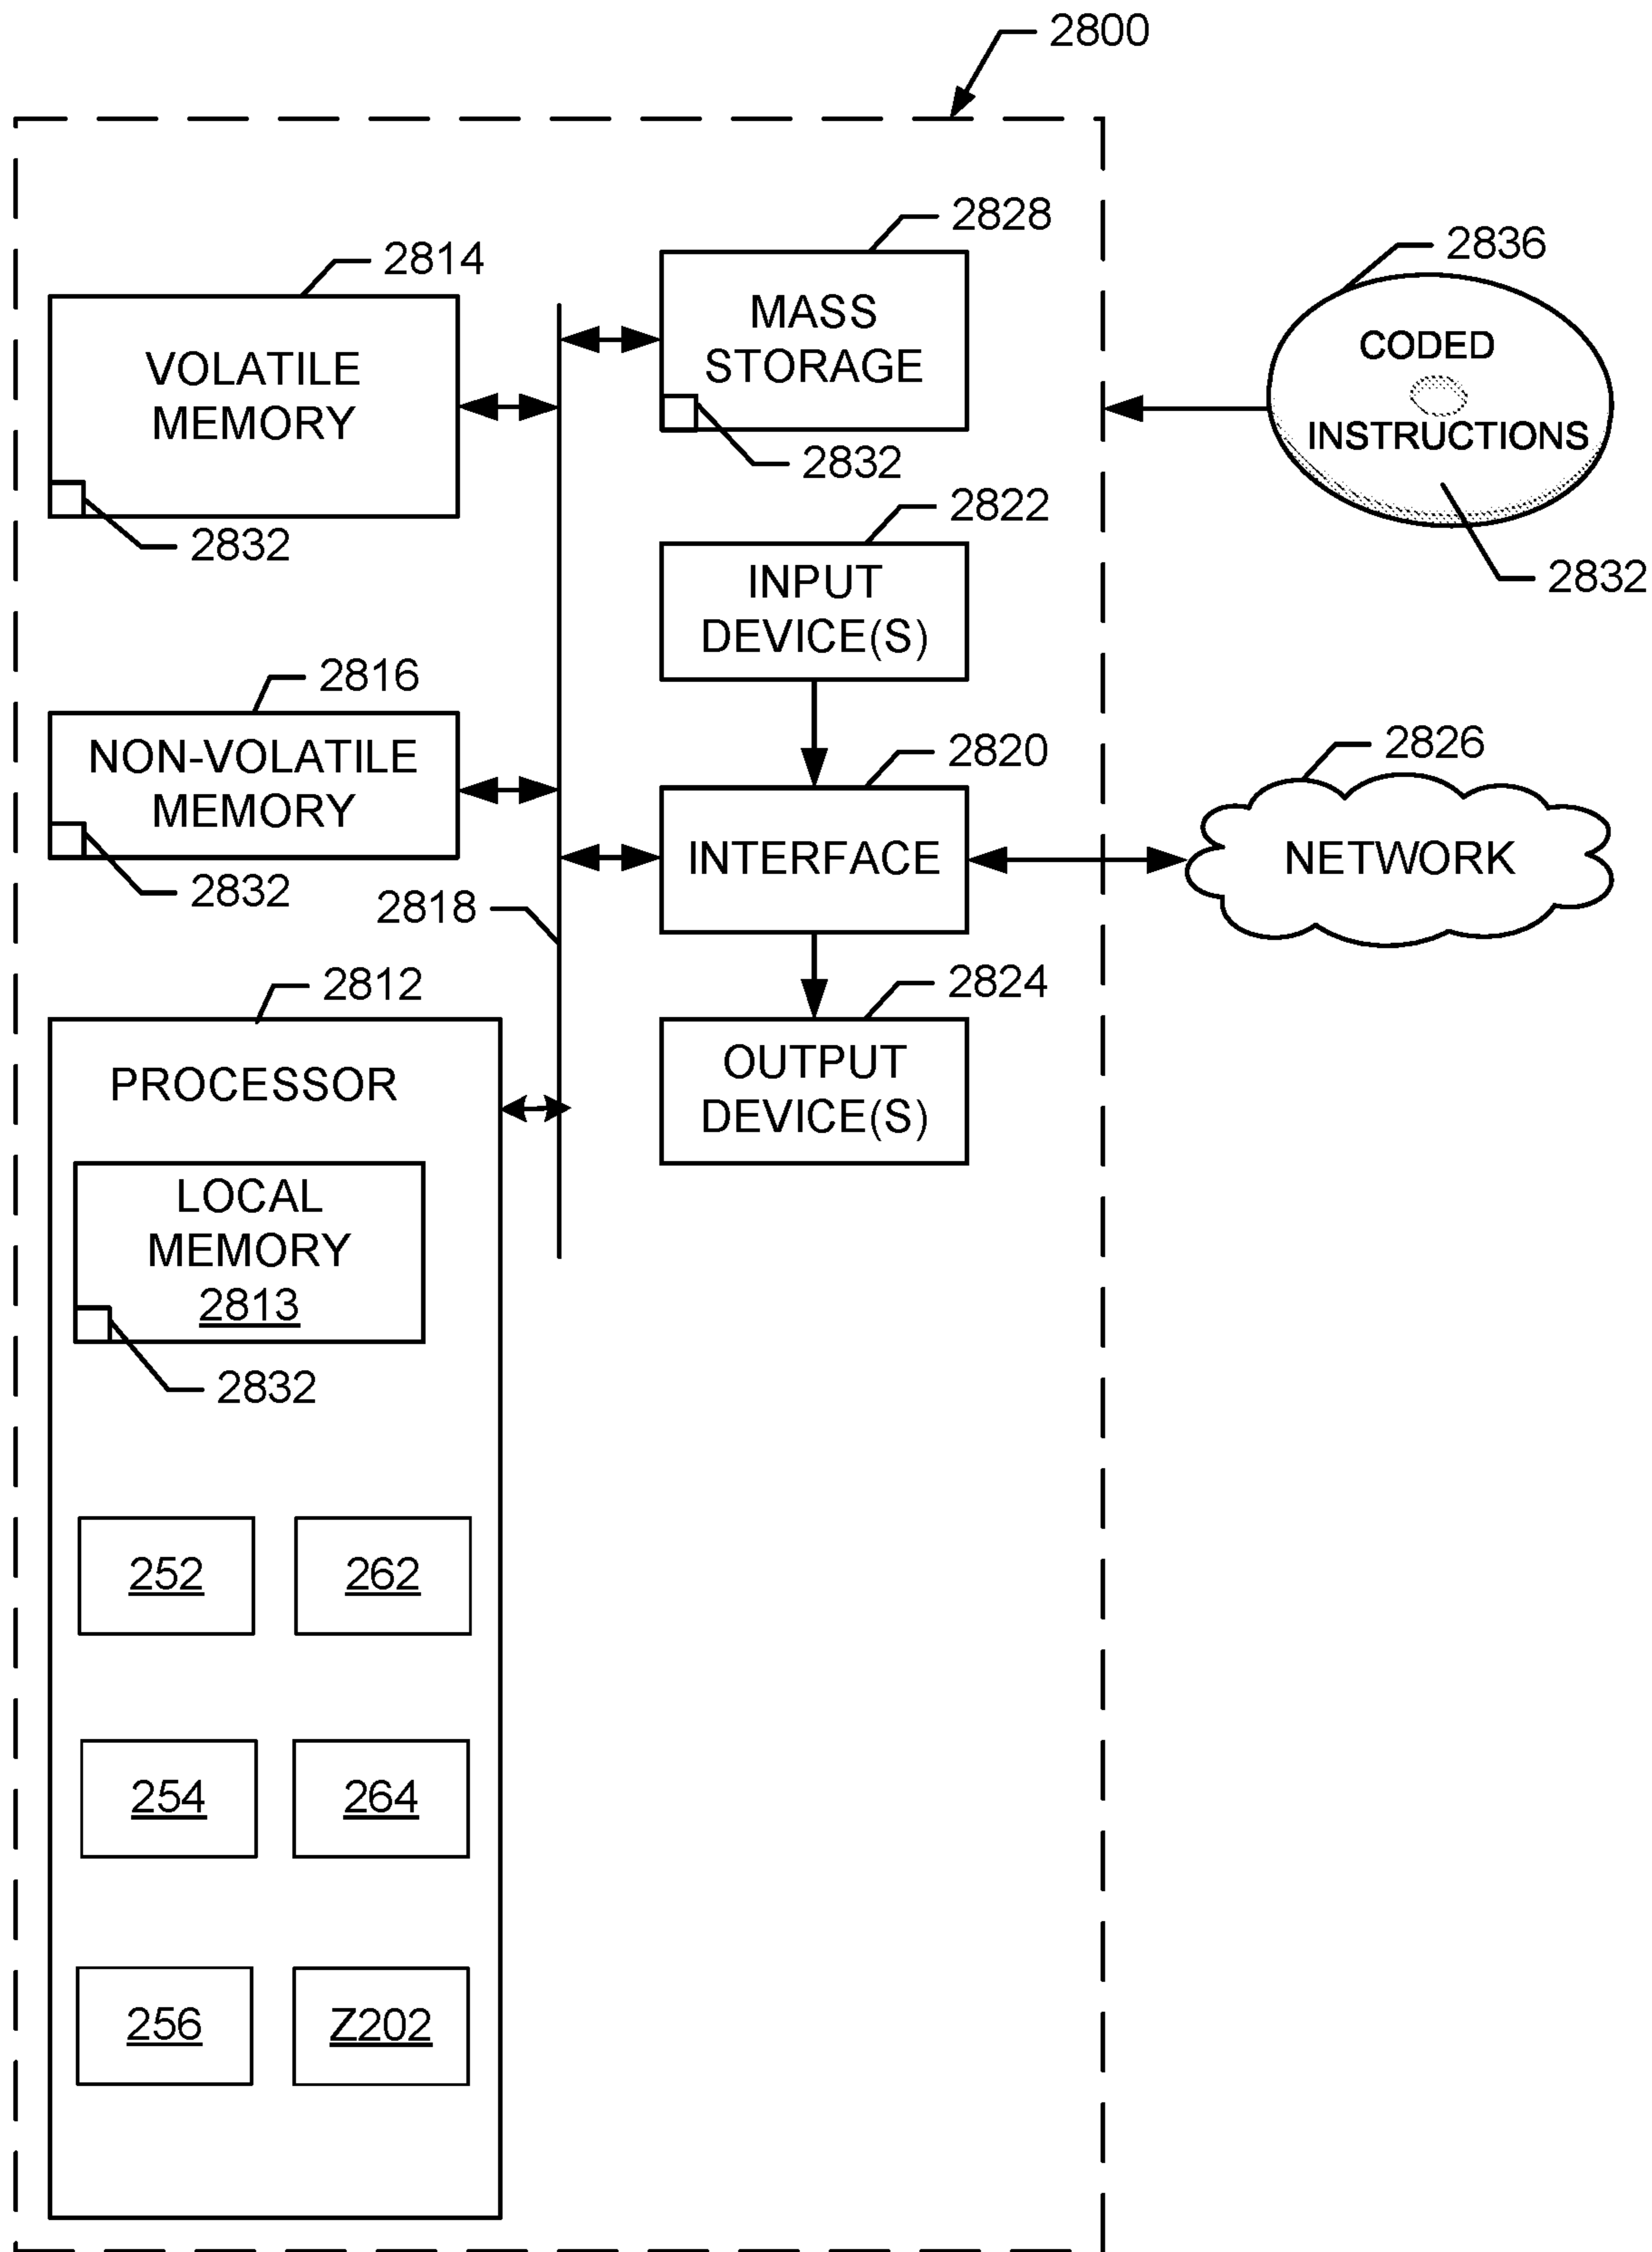 2800
2828
2814
2836
MASS
STORAGE
VOLATILE
MEMORY
CODED
INSTRUCTIONS
2832
2832
2822
2832
INPUT
DEVICE(S)
2816
2820
2826
NON-VOLATILE
MEMORY
INTERFACE
NETWORK
2832
2818
2812
2824
PROCESSOR
OUTPUT
DEVICE(S)
LOCAL
MEMORY
2813
2832
252
262
254
264
256
Z202